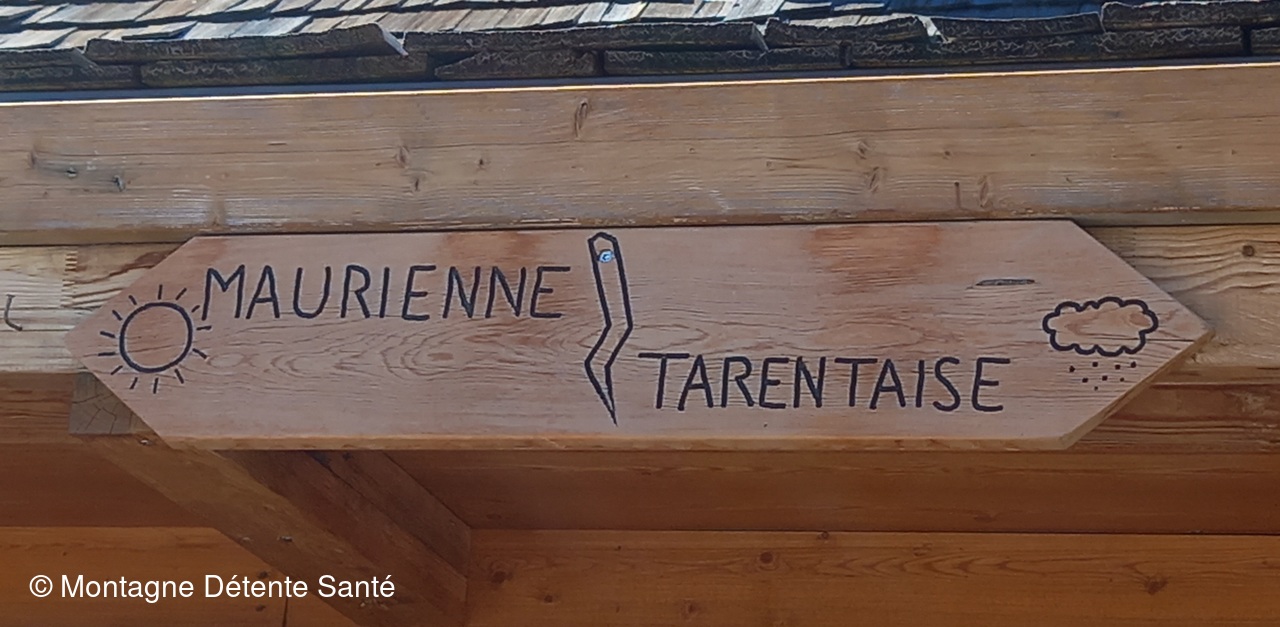 MAURIENNE
TARENTAISE
© Montagne Détente Santé